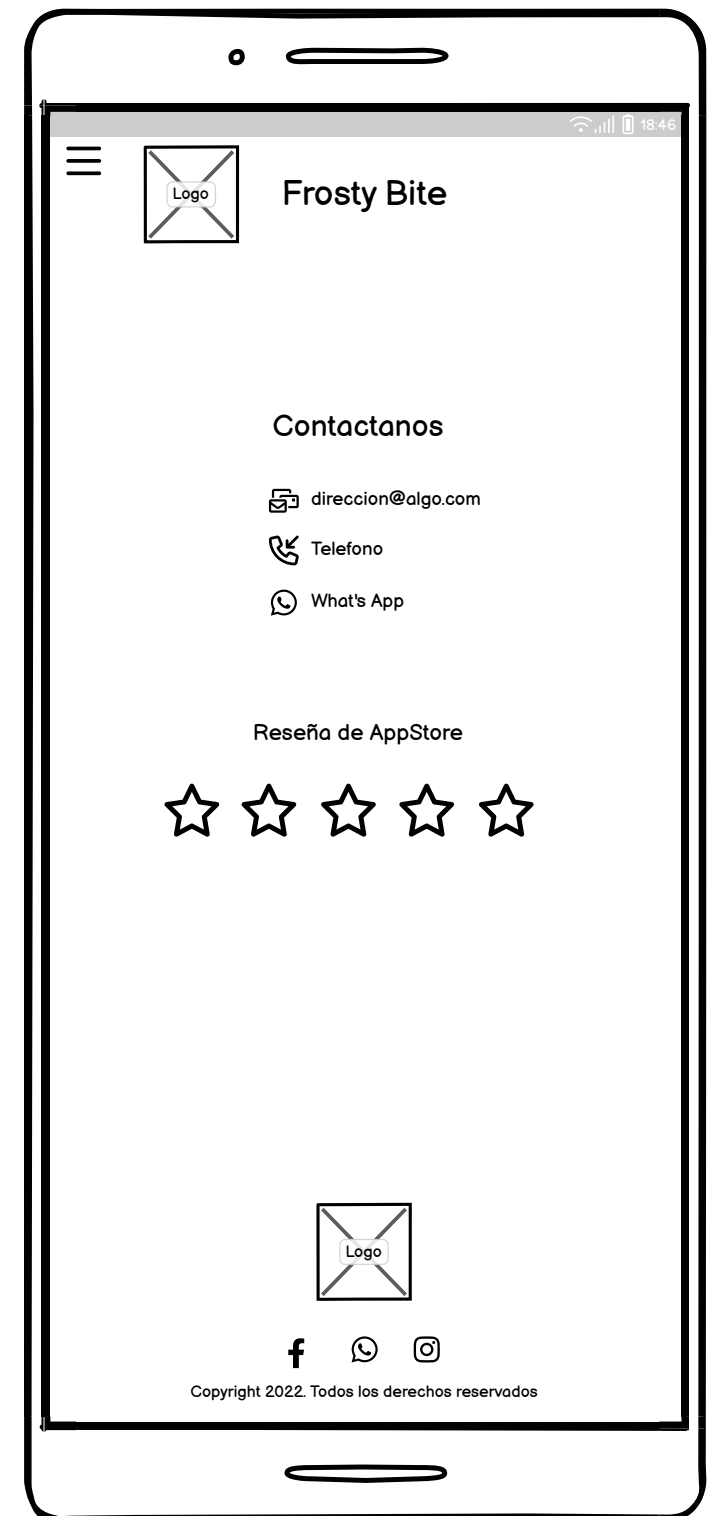 18:46
Logo
Frosty Bite
Contactanos
direccion@algo.com
Telefono
What's App
Reseña de AppStore
Logo
Copyright 2022. Todos los derechos reservados